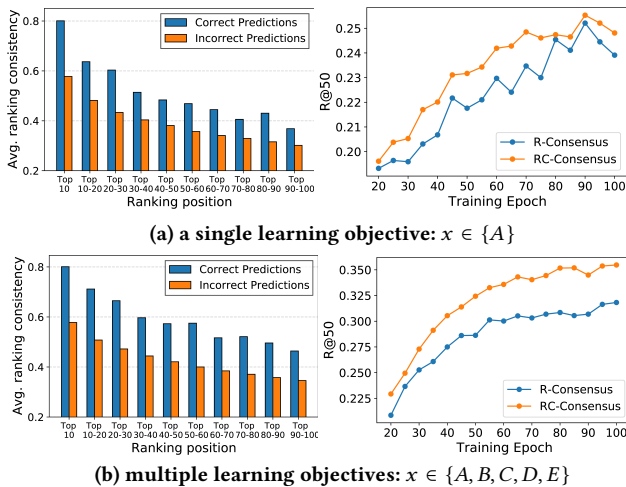 Avg. ranking consistency
0.8
0.6
0.4
0.2
Correct Predictions
Incorrect Predictions
Top 10
Top 10-20
Top 20-30
Top 30-40
Top 40-50
Top 50-60
Top 60-70
Top 70-80
Top 80-90
Top 90-100
Ranking position
R@50
0.25
0.24
0.23
0.22
0.21
0.20
R-Consensus
RC-Consensus
20 30 40 50 60 70 80 90 100
Training Epoch
(a) a single learning objective: x ∈ {A}
Avg. ranking consistency
0.8
0.6
0.4
0.2
Correct Predictions
Incorrect Predictions
Top 10
Top 10-20
Top 20-30
Top 30-40
Top 40-50
Top 50-60
Top 60-70
Top 70-80
Top 80-90
Top 90-100
Ranking position
R@50
0.350
0.325
0.300
0.275
0.250
0.225
R-Consensus
RC-Consensus
20 30 40 50 60 70 80 90 100
Training Epoch
(b) multiple learning objectives: x ∈ {A, B, C, D, E}